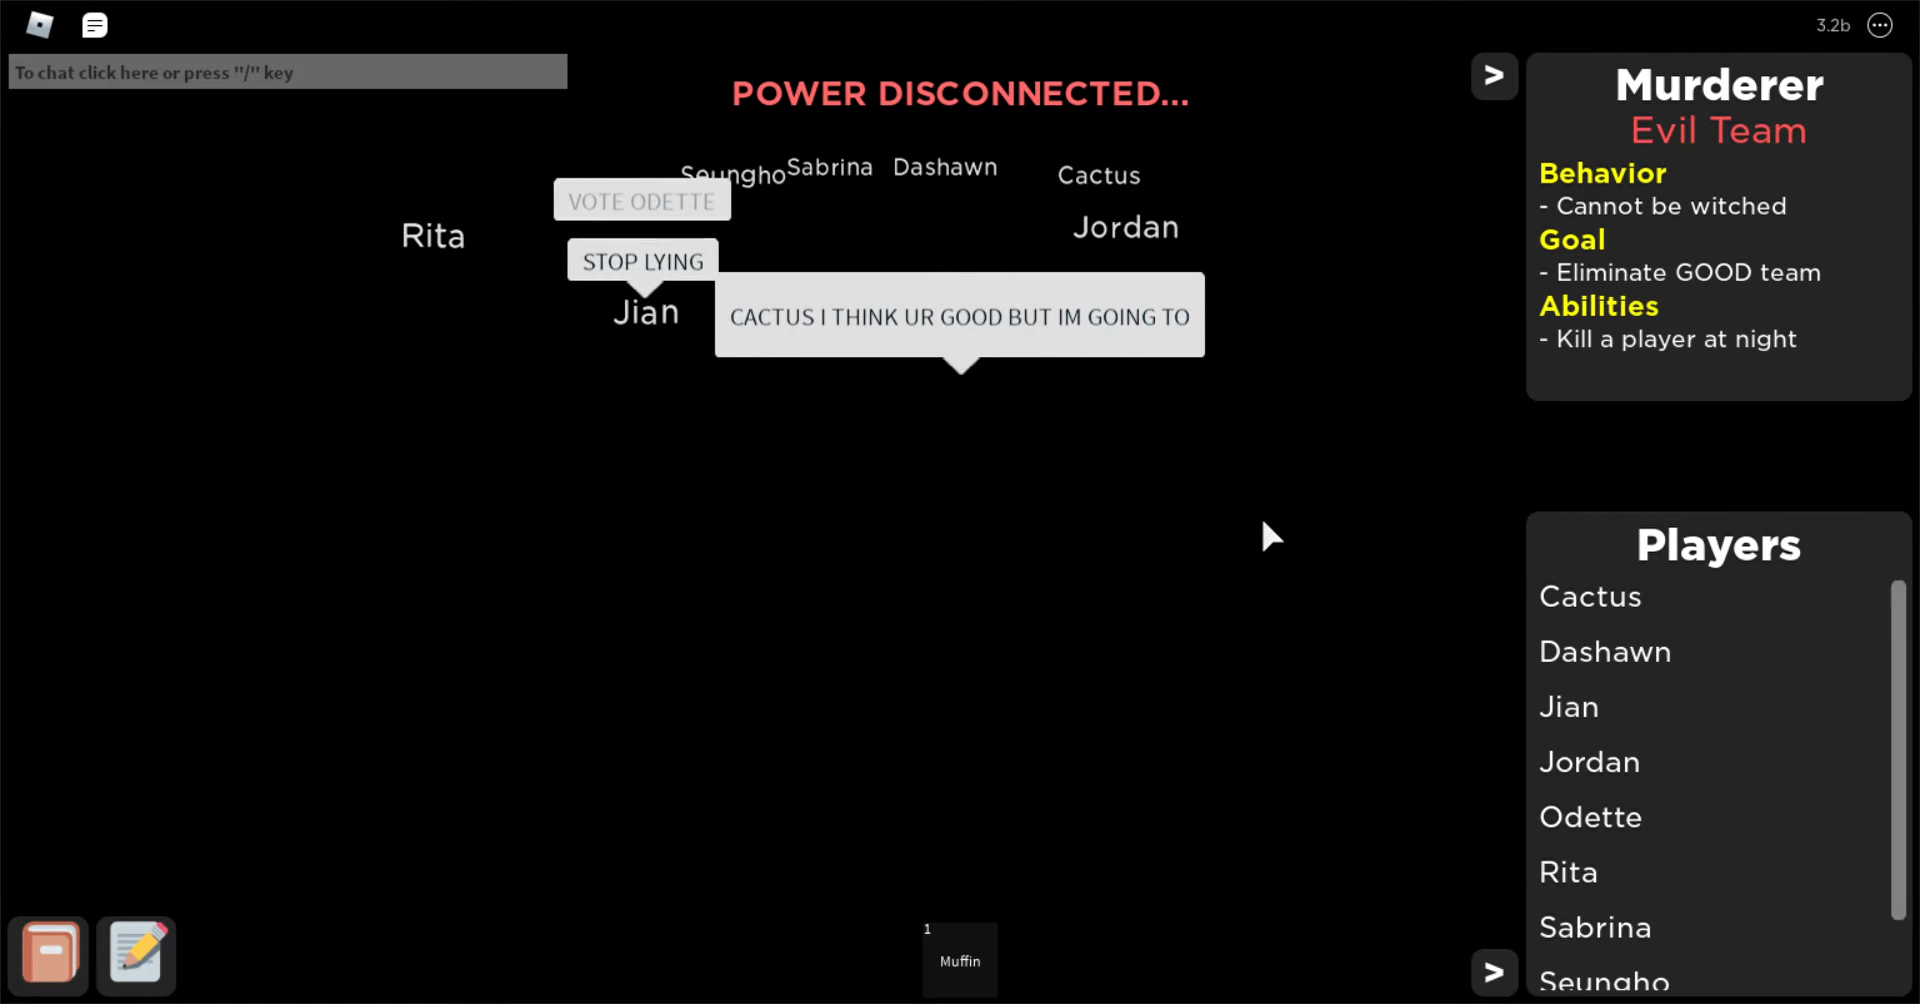 3.2b
To chat click here or press "/" key
POWER DISCONNECTED...
Seungho
Sabrina
Dashawn
Cactus
VOTE ODETTE
Rita
Jordan
STOP LYING
Jian
CACTUS I THINK UR GOOD BUT IM GOING TO
>
Murderer
Evil Team
Behavior
- Cannot be witched
Goal
- Eliminate GOOD team
Abilities
- Kill a player at night
Players
Cactus
Dashawn
Jian
Jordan
Odette
Rita
Sabrina
Seungho
1
Muffin
>